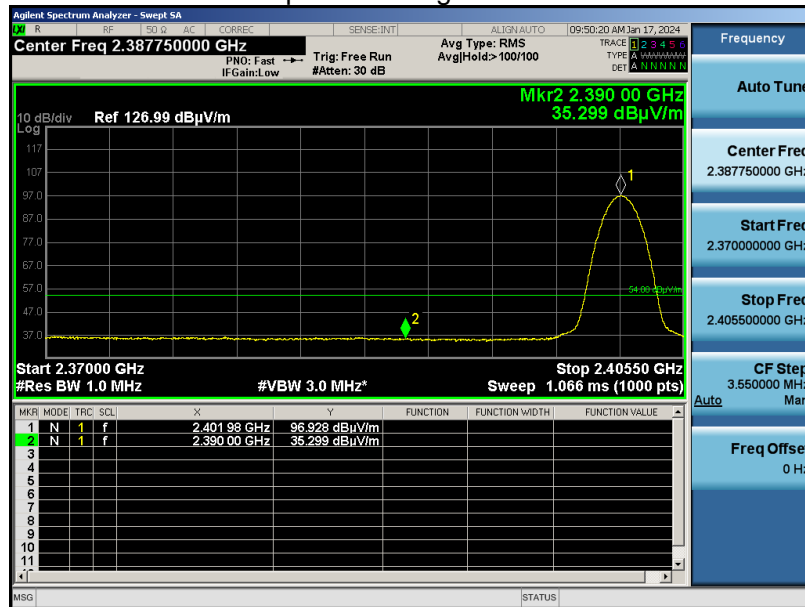 Agilent Spectrum Analyzer - Swept SA
R RF 50 Ω AC CORREC SENSE:INT ALIGN AUTO 09:50:20 AM Jan 17, 2024
Center Freq 2.387750000 GHz
PNO: Fast
IFGain:Low
Trig: Free Run
#Atten: 30 dB
Avg Type: RMS
Avg|Hold:>100/100
TRACE 1 2 3 4 5 6
TYPE A WWWWW
DET A N N N N N
Mkr2 2.390 00 GHz
35.299 dBµV/m
10 dB/div Ref 126.99 dBµV/m
Log
117
107
97.0
87.0
77.0
67.0
57.0
47.0
37.0
1
54.00 dBµV/m
2
Start 2.37000 GHz Stop 2.40550 GHz
#Res BW 1.0 MHz #VBW 3.0 MHz* Sweep 1.066 ms (1000 pts)
MKR MODE TRC SCL X Y FUNCTION FUNCTION WIDTH FUNCTION VALUE
1 N 1 f 2.401 98 GHz 96.928 dBµV/m
2 N 1 f 2.390 00 GHz 35.299 dBµV/m
3
4
5
6
7
8
9
10
11
MSG STATUS
Frequency
Auto Tune
Center Freq
2.387750000 GHz
Start Freq
2.370000000 GHz
Stop Freq
2.405500000 GHz
CF Step
3.550000 MHz
Auto Man
Freq Offset
0 Hz